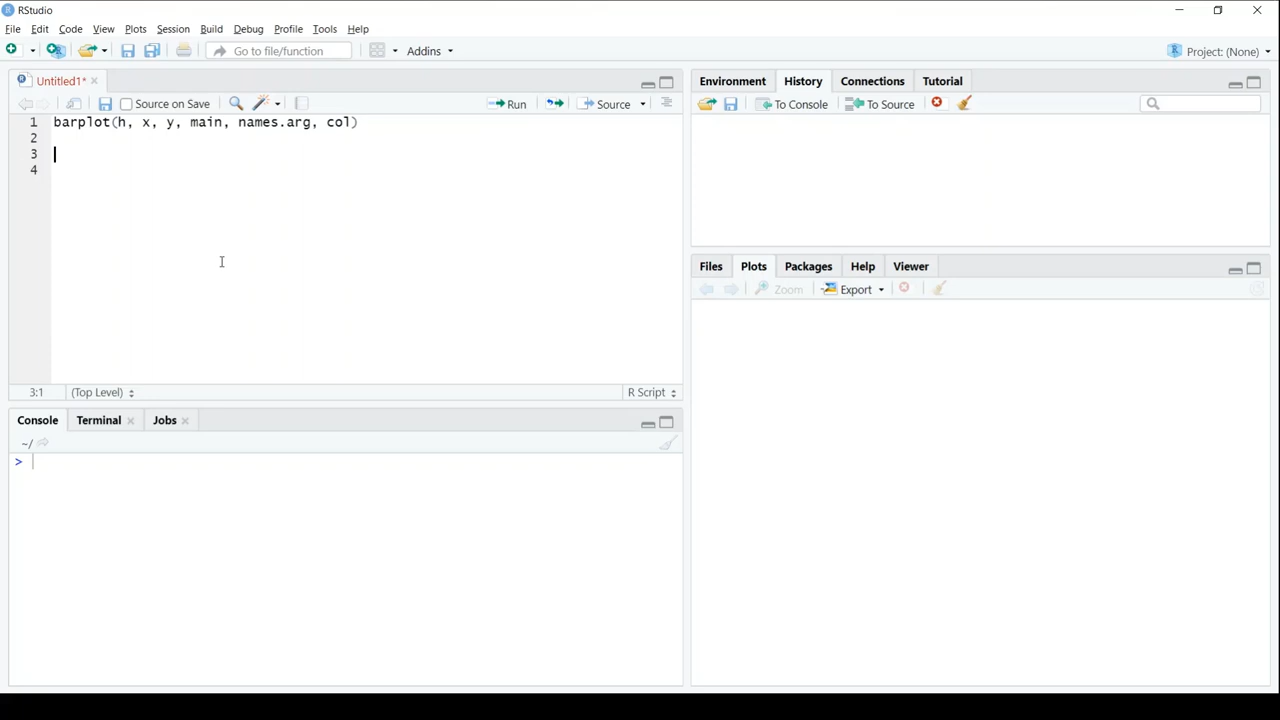 RStudio
File Edit Code View Plots Session Build Debug Profile Tools Help
Go to file/function Addins Project: (None)
Untitled1*
Source on Save Run Source
1 barplot(h, x, y, main, names.arg, col)
2
3
4
3:1 (Top Level) R Script
Console Terminal Jobs
~/
>
Environment History Connections Tutorial
To Console To Source
Files Plots Packages Help Viewer
Zoom Export